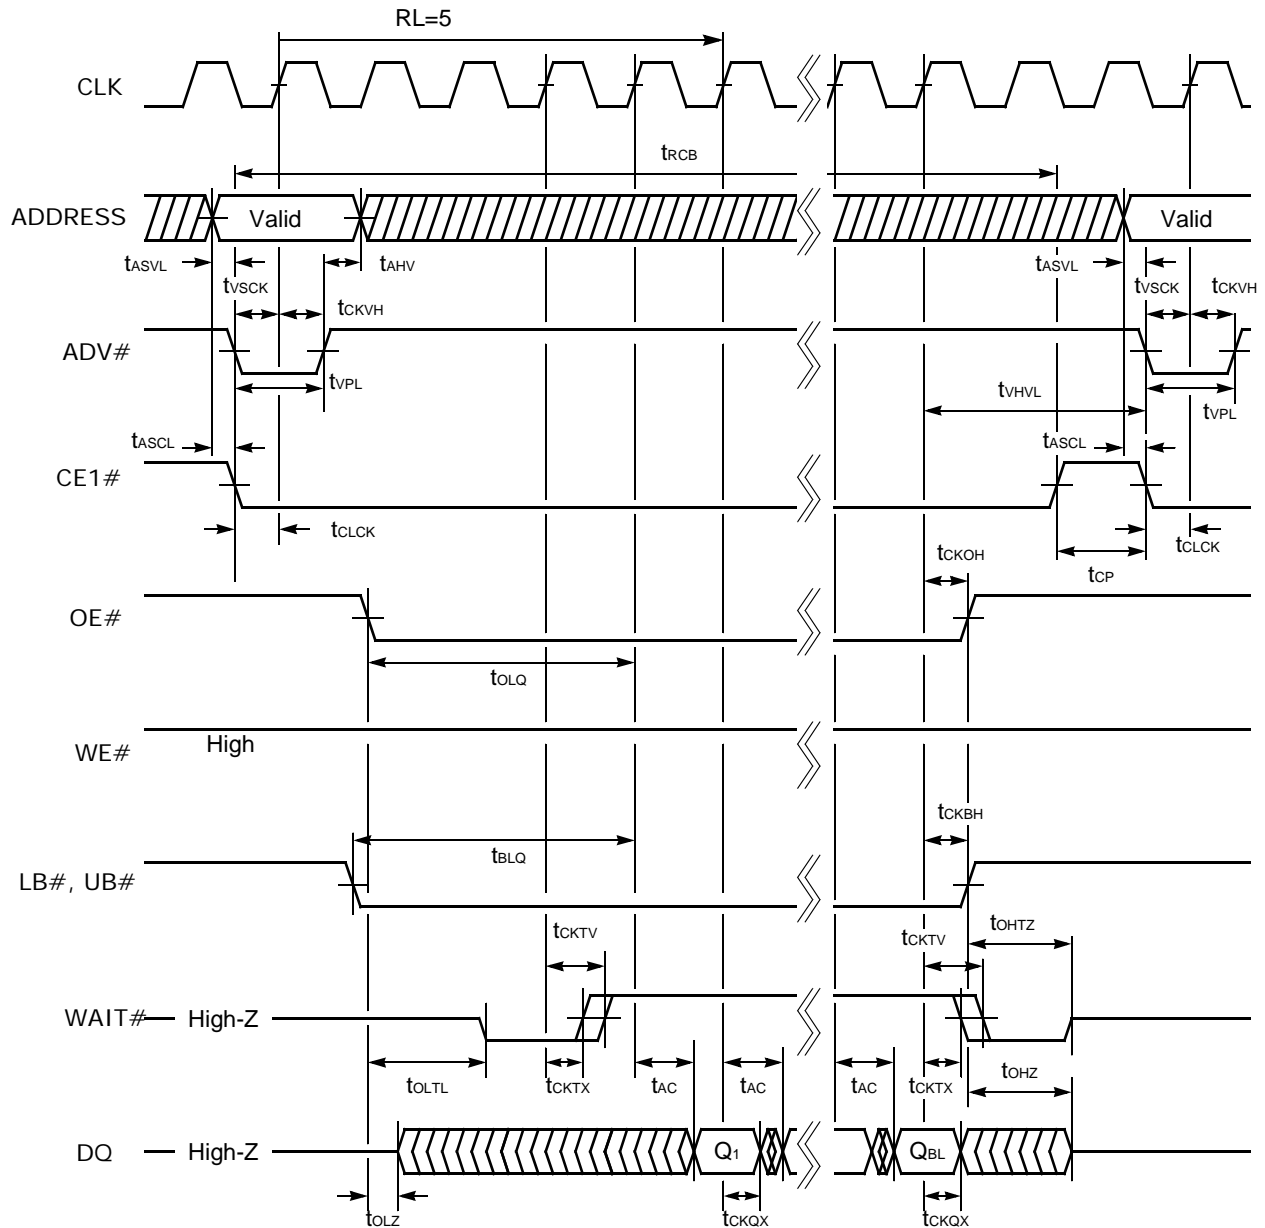 RL=5
CLK
tRCB
ADDRESS Valid Valid
tASVL tAHV tASVL
tVSCK tVSCK tCKVH
tCKVH
ADV#
tVPL tVHVL tVPL
tASCL tASCL
CE1#
tCLCK tCKOH tCLCK
tCP
OE#
tOLQ
High
WE#
tCKBH
tBLQ
LB#, UB#
tCKTV tCKTV tOHTZ
WAIT# High-Z
tOLTL tCKTX tAC tAC tAC tCKTX tOHZ
DQ High-Z Q1 QBL
tOLZ tCKQX tCKQX